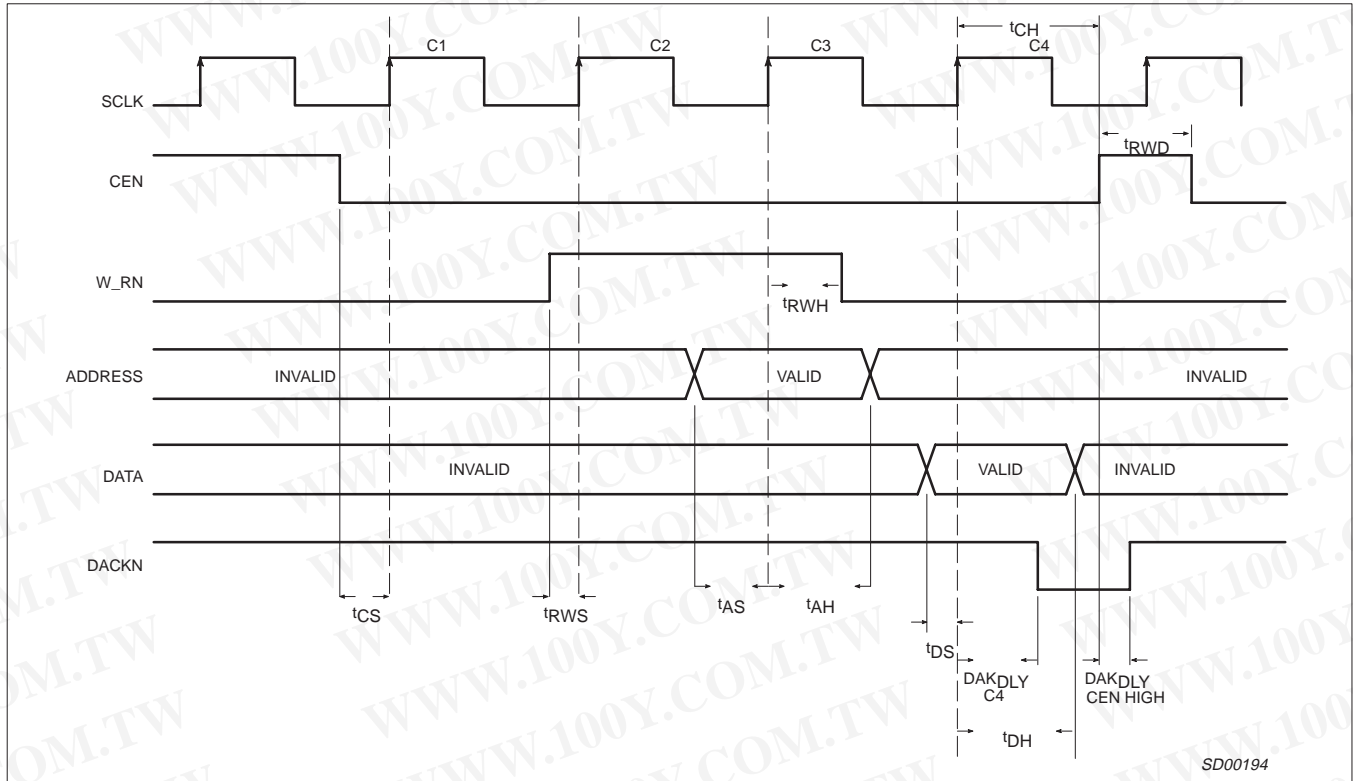 tCH
C1 C2 C3 C4
SCLK
tRWD
CEN
W_RN
tRWH
ADDRESS INVALID VALID INVALID
DATA INVALID VALID INVALID
DACKN
tCS tRWS tAS tAH
tDS
DAKDLY DAKDLY
C4 CEN HIGH
tDH
SD00194
WWW.100Y.COM.TW